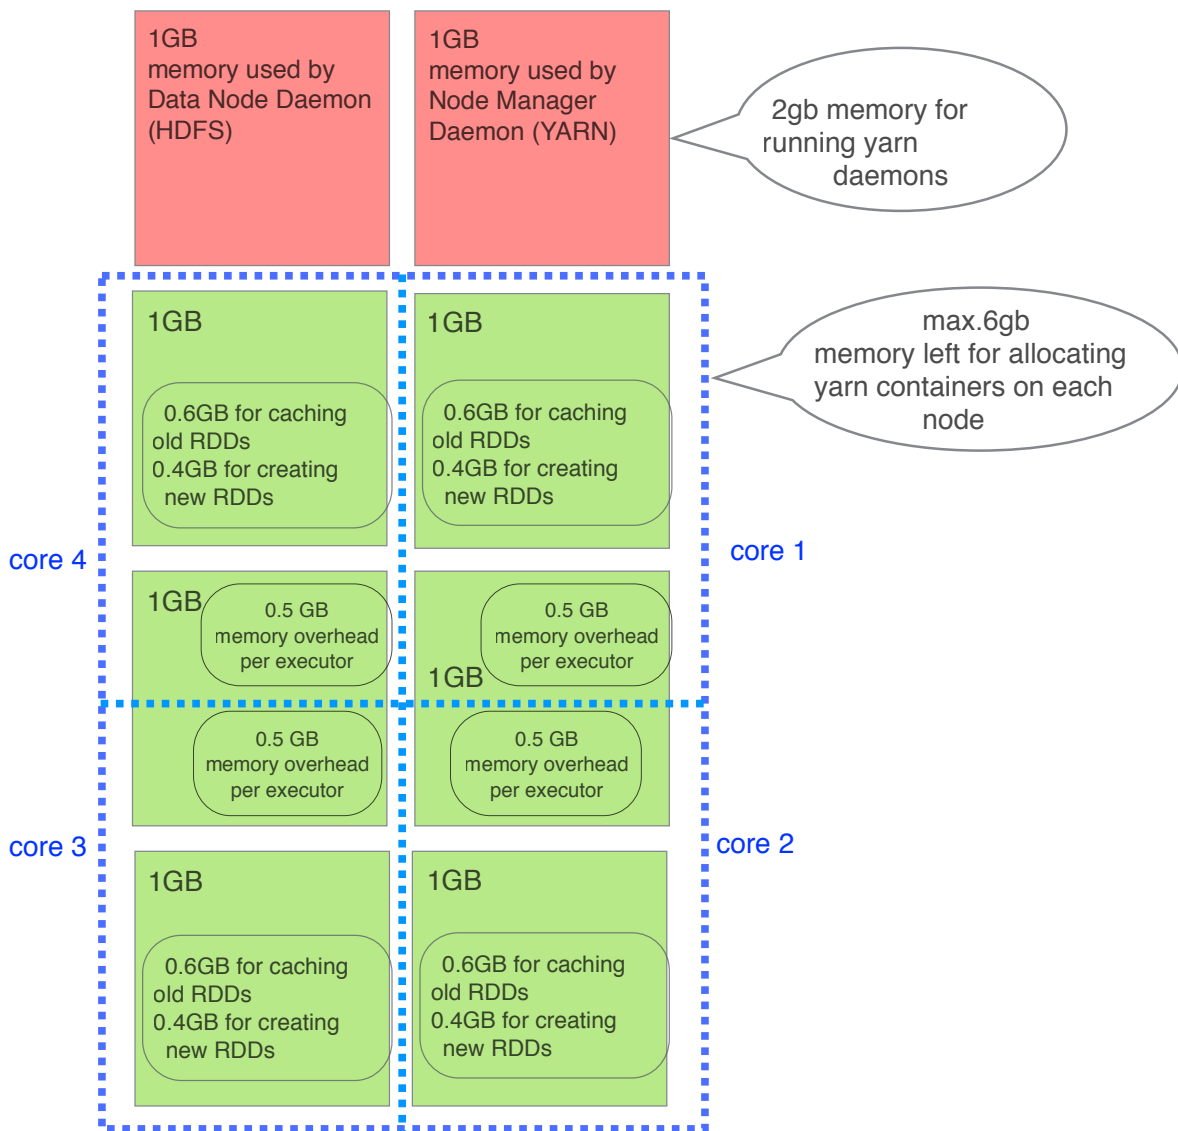 1GB
memory used by
Data Node Daemon
(HDFS)
1GB
memory used by
Node Manager
Daemon (YARN)
2gb memory for
running yarn
daemons
1GB
0.6GB for caching
old RDDs
0.4GB for creating
new RDDs
1GB
0.6GB for caching
old RDDs
0.4GB for creating
new RDDs
max.6gb
memory left for allocating
yarn containers on each
node
core 4
core 1
1GB
0.5 GB
memory overhead
per executor
1GB
0.5 GB
memory overhead
per executor
0.5 GB
memory overhead
per executor
0.5 GB
memory overhead
per executor
core 3
core 2
1GB
0.6GB for caching
old RDDs
0.4GB for creating
new RDDs
1GB
0.6GB for caching
old RDDs
0.4GB for creating
new RDDs